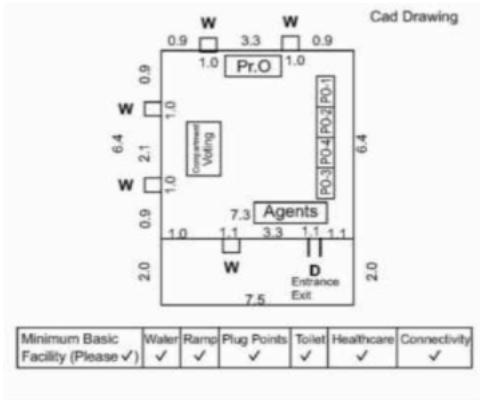 Cad Drawing
W W
0.9 3.3 0.9
1.0 1.0
Pr.O
0.9
W
1.0
6.4
2.1
Compartment
Voting
PO-1
PO-2
PO-4
PO-3
6.4
W
1.0
0.9
7.3
Agents
1.0 1.1 3.3 1.1 1.1
W
D
Entrance
Exit
2.0
2.0
7.5
Minimum Basic Facility (Please ✓) Water Ramp Plug Points Toilet Healthcare Connectivity
✓ ✓ ✓ ✓ ✓ ✓